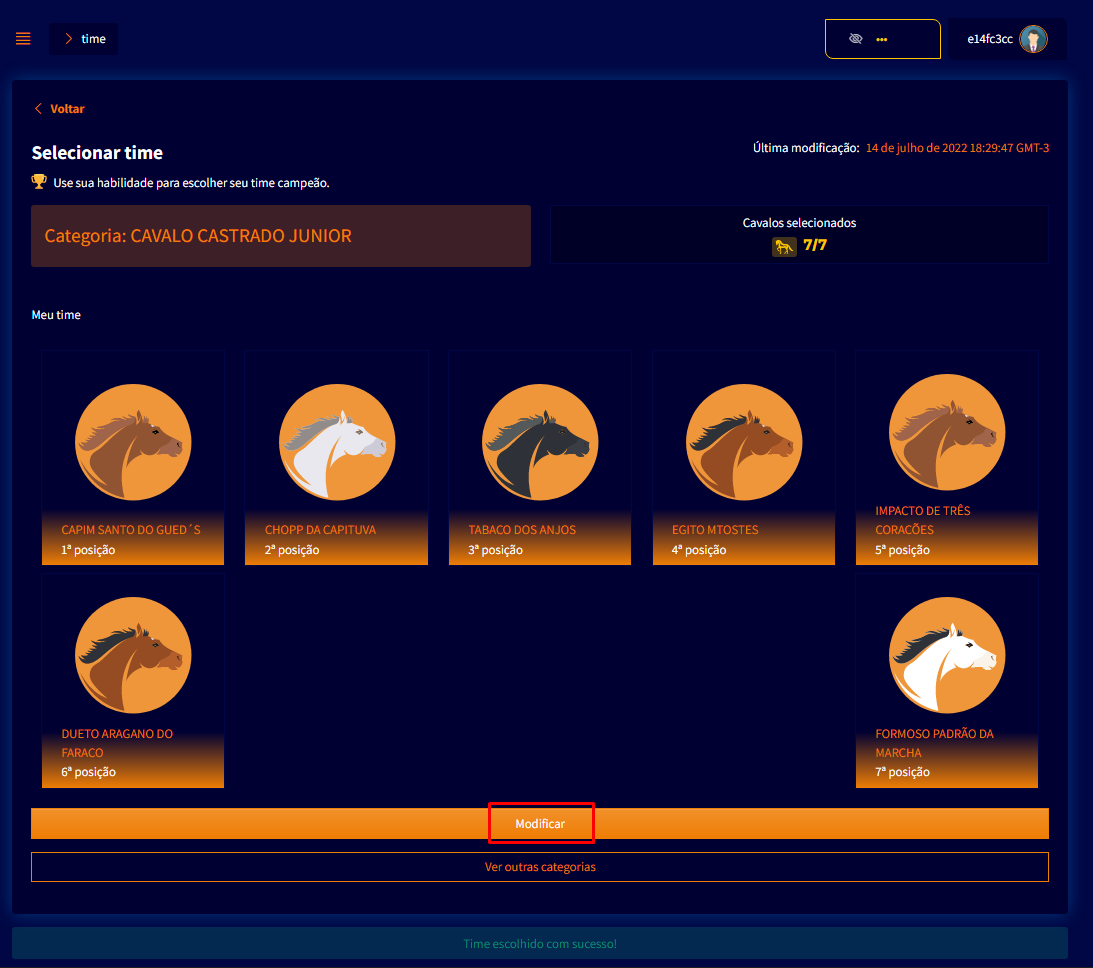 time
•••
e14fc3cc
Voltar
Selecionar time
Última modificação: 14 de julho de 2022 18:29:47 GMT-3
Use sua habilidade para escolher seu time campeão.
Categoria: CAVALO CASTRADO JUNIOR
Cavalos selecionados
7/7
Meu time
CAPIM SANTO DO GUED´S
1ª posição
CHOPP DA CAPITUVA
2ª posição
TABACO DOS ANJOS
3ª posição
EGITO MTOSTES
4ª posição
IMPACTO DE TRÊS
CORACÕES
5ª posição
DUETO ARAGANO DO
FARACO
6ª posição
FORMOSO PADRÃO DA
MARCHA
7ª posição
Modificar
Ver outras categorias
Time escolhido com sucesso!